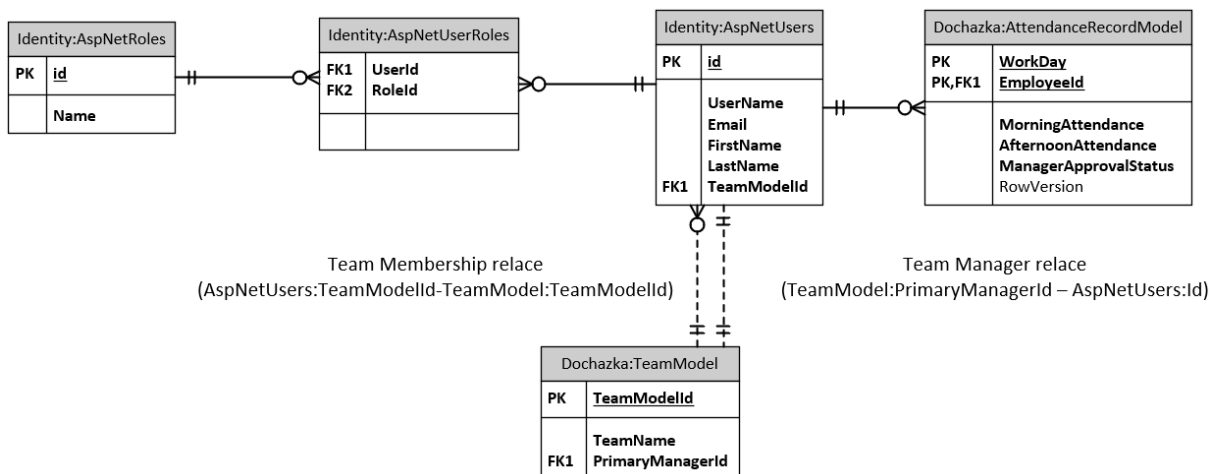 Identity:AspNetRoles
PK id
Name
Identity:AspNetUserRoles
FK1 UserId
FK2 RoleId
Identity:AspNetUsers
PK id
UserName
Email
FirstName
LastName
FK1 TeamModelId
Dochazka:AttendanceRecordModel
PK WorkDay
PK,FK1 EmployeeId
MorningAttendance
AfternoonAttendance
ManagerApprovalStatus
RowVersion
Team Membership relace
(AspNetUsers:TeamModelId-TeamModel:TeamModelId)
Team Manager relace
(TeamModel:PrimaryManagerId – AspNetUsers:Id)
Dochazka:TeamModel
PK TeamModelId
TeamName
FK1 PrimaryManagerId